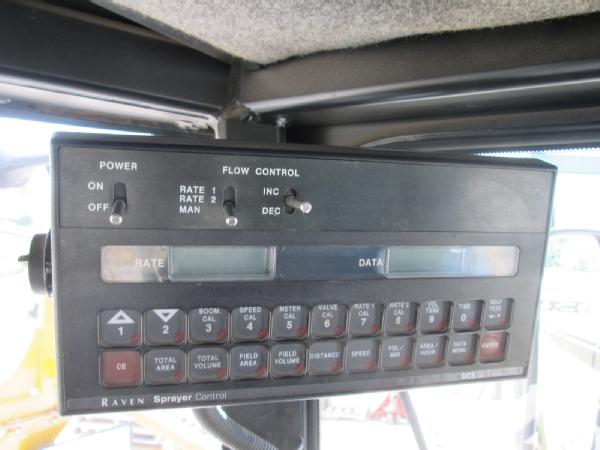 POWER
FLOW CONTROL
ON
OFF
RATE 1
RATE 2
MAN
INC
DEC
RATE
DATA
1
2
BOOM CAL 3
SPEED CAL 4
METER CAL 5
VALVE CAL 6
RATE 1 CAL 7
RATE 2 CAL 8
VOL TANK 9
TIME 0
SELF TEST
CE
TOTAL AREA
TOTAL VOLUME
FIELD AREA
FIELD VOLUME
DISTANCE
SPEED
VOL/ MIN
AREA/ HOUR
DATA MENU
ENTER
RAVEN Sprayer Control
SCS